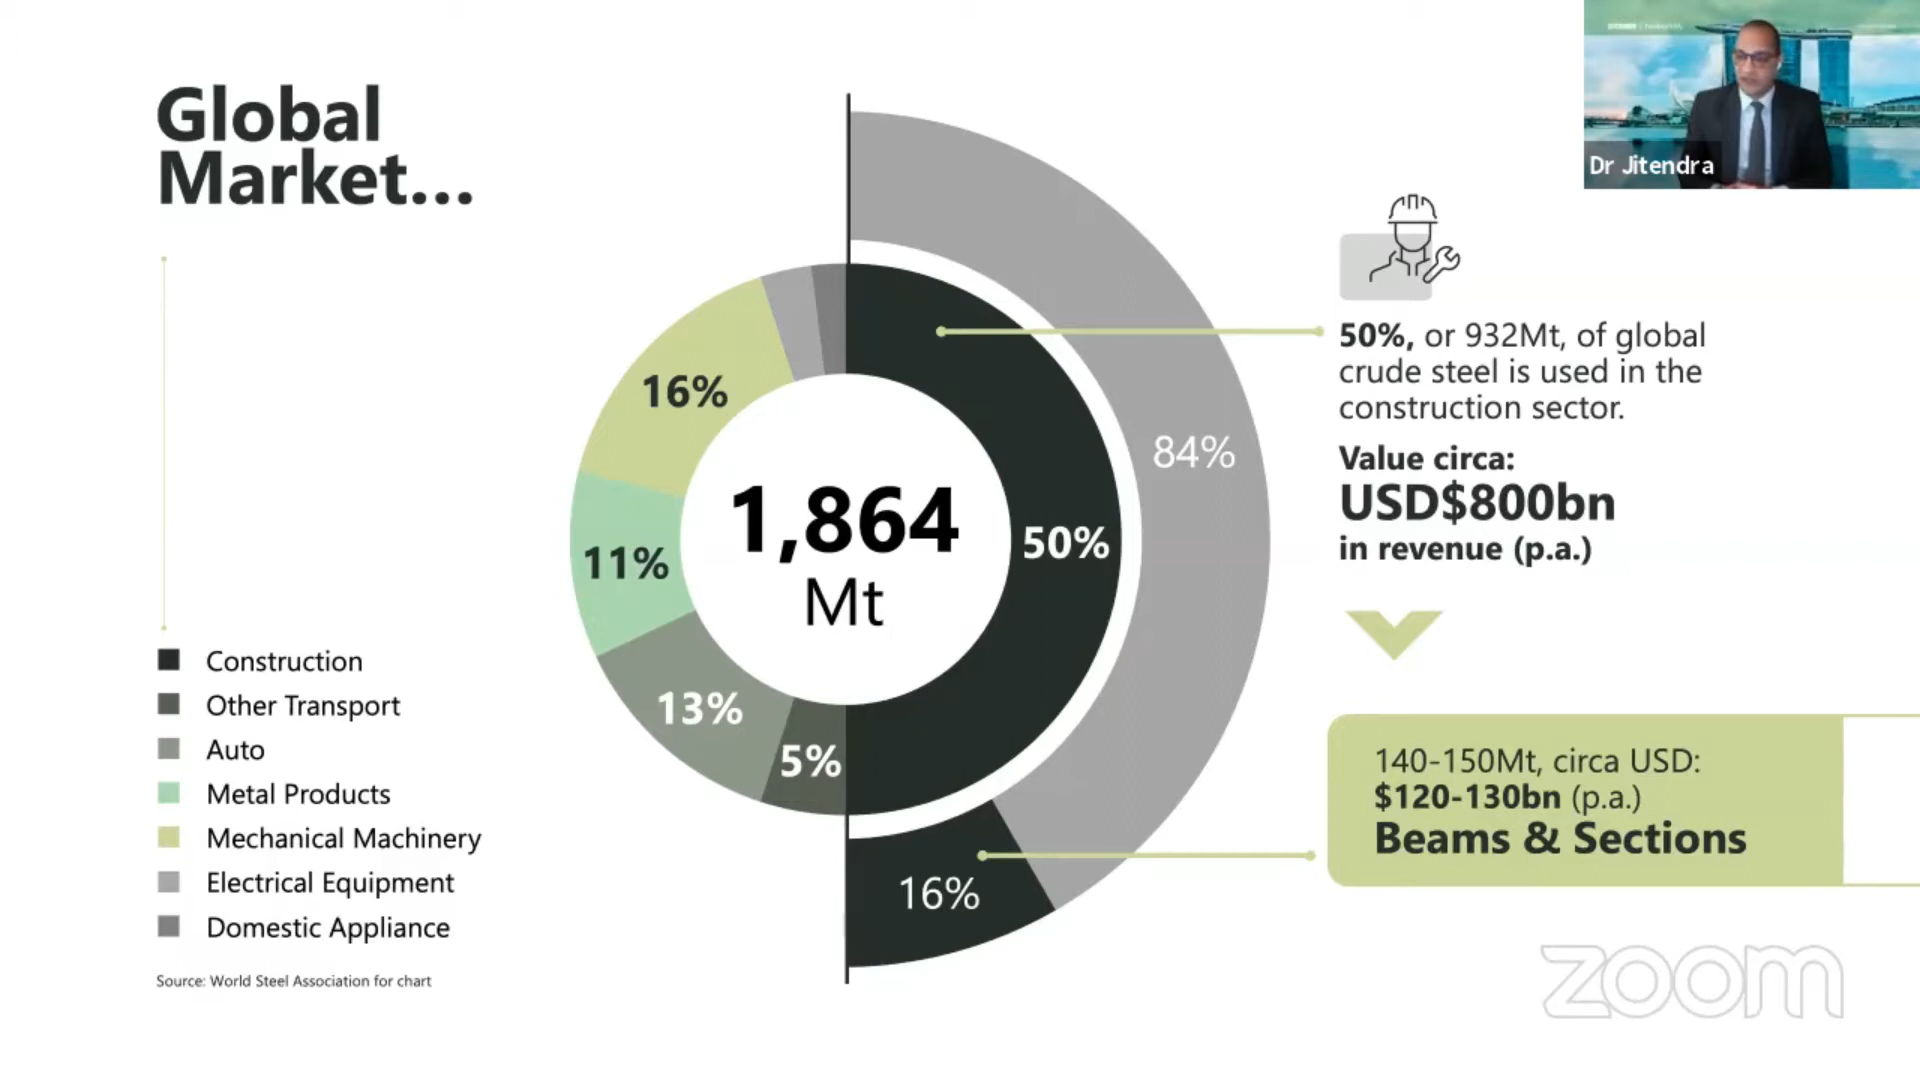 Global
Market...
Dr Jitendra
50%, or 932Mt, of global
crude steel is used in the
construction sector.
Value circa:
USD$800bn
in revenue (p.a.)
140-150Mt, circa USD:
$120-130bn (p.a.)
Beams & Sections
84%
16%
50%
16%
11%
13%
5%
1,864
Mt
Construction
Other Transport
Auto
Metal Products
Mechanical Machinery
Electrical Equipment
Domestic Appliance
Source: World Steel Association for chart
zoom